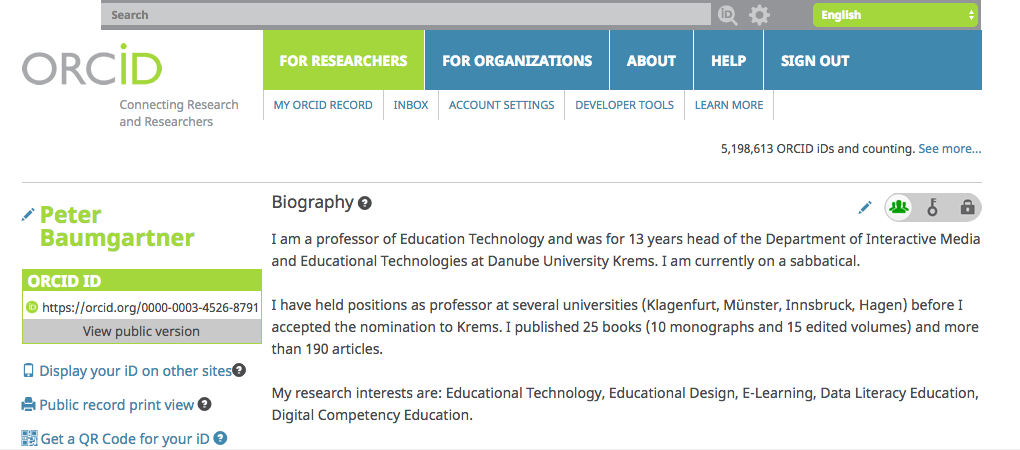 Search
English
ORCID
Connecting Research
and Researchers
FOR RESEARCHERS
FOR ORGANIZATIONS
ABOUT
HELP
SIGN OUT
MY ORCID RECORD
INBOX
ACCOUNT SETTINGS
DEVELOPER TOOLS
LEARN MORE
5,198,613 ORCID iDs and counting. See more...
Peter
Baumgartner
ORCID ID
iD https://orcid.org/0000-0003-4526-8791
View public version
Display your iD on other sites
Public record print view
Get a QR Code for your iD
Biography
I am a professor of Education Technology and was for 13 years head of the Department of Interactive Media
and Educational Technologies at Danube University Krems. I am currently on a sabbatical.
I have held positions as professor at several universities (Klagenfurt, Münster, Innsbruck, Hagen) before I
accepted the nomination to Krems. I published 25 books (10 monographs and 15 edited volumes) and more
than 190 articles.
My research interests are: Educational Technology, Educational Design, E-Learning, Data Literacy Education,
Digital Competency Education.